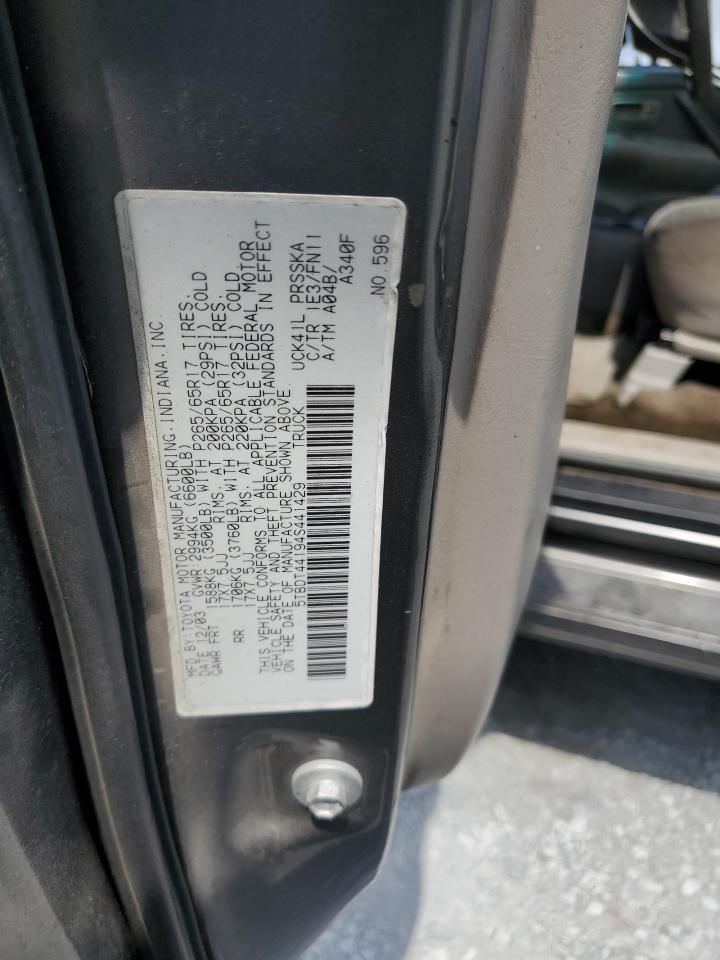 MFD.BY:TOYOTA MOTOR MANUFACTURING.INDIANA.INC
DATE 12/03 GVWR:2994KG (6600LB)
GAWR FRT 1588KG (3500LB) WITH P265/65R17 TIRES.
17X7.5JJ RIMS. AT 200KPA (29PSI) COLD
RR. 1706KG (3760LB) WITH P265/65R17 TIRES.
17X7.5JJ RIMS. AT 220KPA (32PSI) COLD
THIS VEHICLE CONFORMS TO ALL APPLICABLE FEDERAL MOTOR
VEHICLE SAFETY AND THEFT PREVENTION STANDARDS IN EFFECT
ON THE DATE OF MANUFACTURE SHOWN ABOVE.
5TBDT44194S441429 TRUCK
UCK41L PRSSKA
C/TR 1E3/FN11
A/TM A04B/
A340F
NO.596